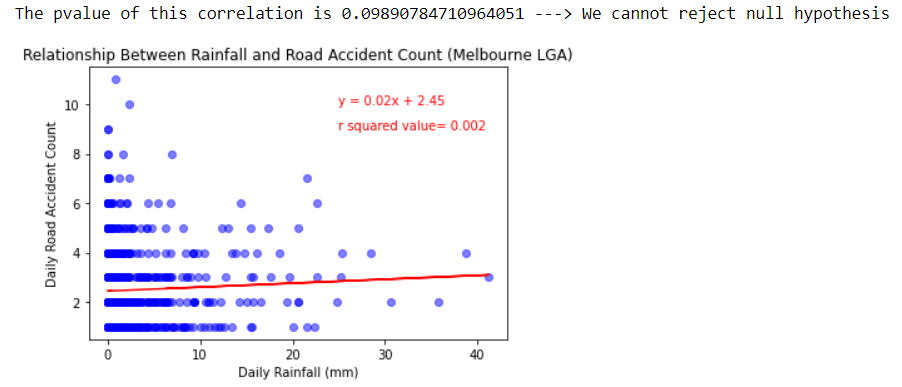 The pvalue of this correlation is 0.09890784710964051 ---> We cannot reject null hypothesis
Relationship Between Rainfall and Road Accident Count (Melbourne LGA)
y = 0.02x + 2.45
r squared value= 0.002
Daily Road Accident Count
10
8
6
4
2
0
10
20
30
40
Daily Rainfall (mm)